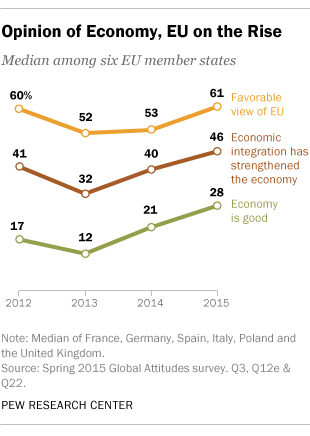 Opinion of Economy, EU on the Rise
Median among six EU member states
60%
52
53
61
Favorable
view of EU
41
32
40
46
Economic
integration has
strengthened
the economy
17
12
21
28
Economy
is good
2012
2013
2014
2015
Note: Median of France, Germany, Spain, Italy, Poland and
the United Kingdom.
Source: Spring 2015 Global Attitudes survey. Q3, Q12e &
Q22.
PEW RESEARCH CENTER